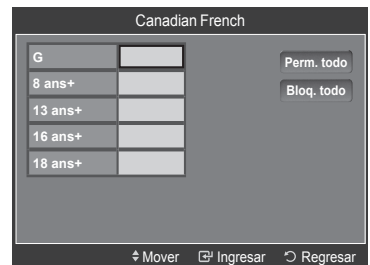 Canadian French
G
8 ans+
13 ans+
16 ans+
18 ans+
Perm. todo
Bloq. todo
Mover Ingresar Regresar